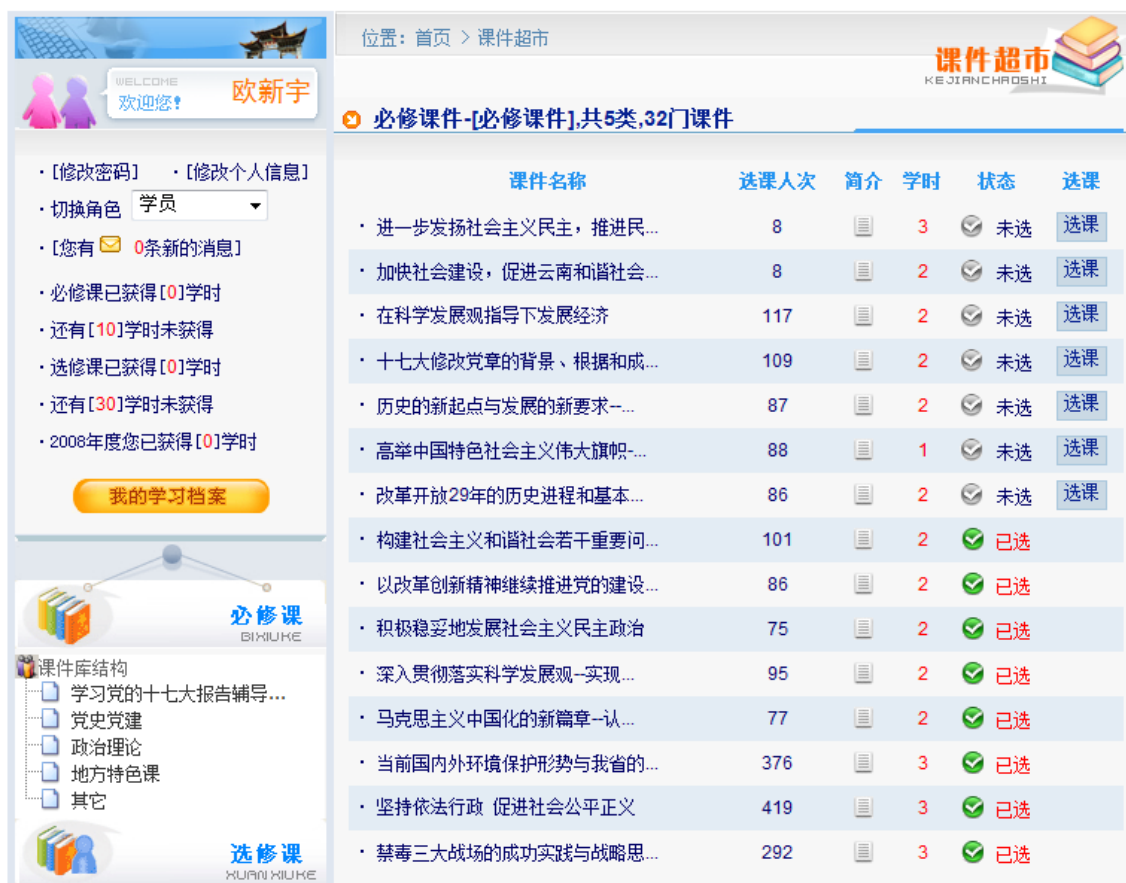 位置：首页 > 课件超市
课件超市
KEJIANCHAOSHI
WELCOME
欢迎您！
欧新宇
·[修改密码] ·[修改个人信息]
·切换角色 学员
·[您有 0条新的消息]
·必修课已获得[0]学时
·还有[10]学时未获得
·选修课已获得[0]学时
·还有[30]学时未获得
·2008年度您已获得[0]学时
我的学习档案
必修课
BIXIUKE
课件库结构
学习党的十七大报告辅导...
党史党建
政治理论
地方特色课
其它
选修课
XUANXIUKE
必修课件-[必修课件],共5类,32门课件
课件名称 选课人次 简介 学时 状态 选课
· 进一步发扬社会主义民主，推进民... 8 3 未选 选课
· 加快社会建设，促进云南和谐社会... 8 2 未选 选课
· 在科学发展观指导下发展经济 117 2 未选 选课
· 十七大修改党章的背景、根据和成... 109 2 未选 选课
· 历史的新起点与发展的新要求--... 87 2 未选 选课
· 高举中国特色社会主义伟大旗帜-... 88 1 未选 选课
· 改革开放29年的历史进程和基本... 86 2 未选 选课
· 构建社会主义和谐社会若干重要问... 101 2 已选
· 以改革创新精神继续推进党的建设... 86 2 已选
· 积极稳妥地发展社会主义民主政治 75 2 已选
· 深入贯彻落实科学发展观--实现... 95 2 已选
· 马克思主义中国化的新篇章--认... 77 2 已选
· 当前国内外环境保护形势与我省的... 376 3 已选
· 坚持依法行政 促进社会公平正义 419 3 已选
· 禁毒三大战场的成功实践与战略思... 292 3 已选